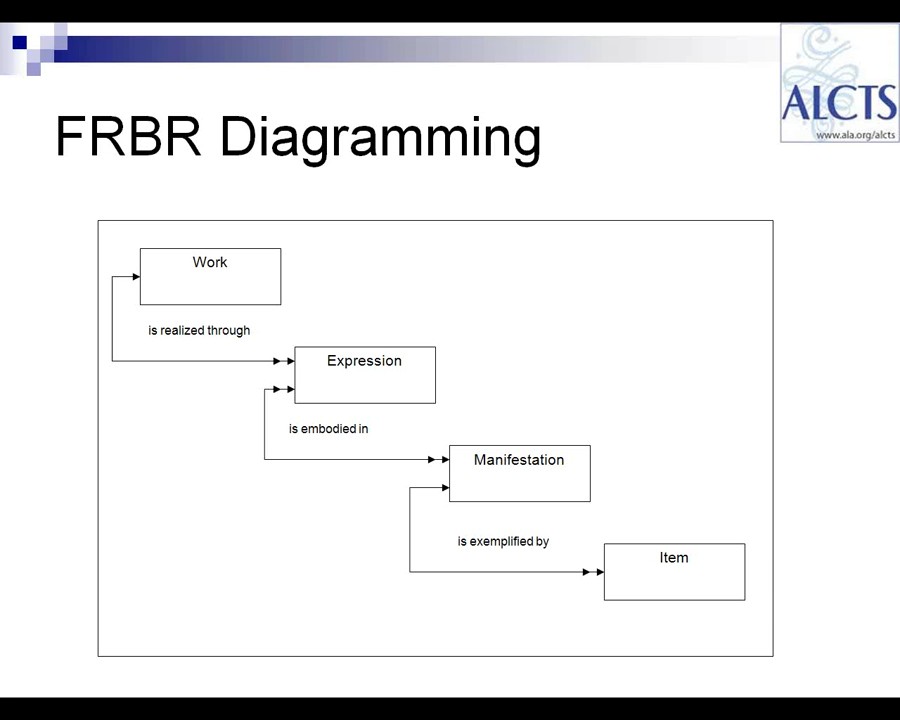 ALCTS
www.ala.org/alcts
FRBR Diagramming
Work
is realized through
Expression
is embodied in
Manifestation
is exemplified by
Item